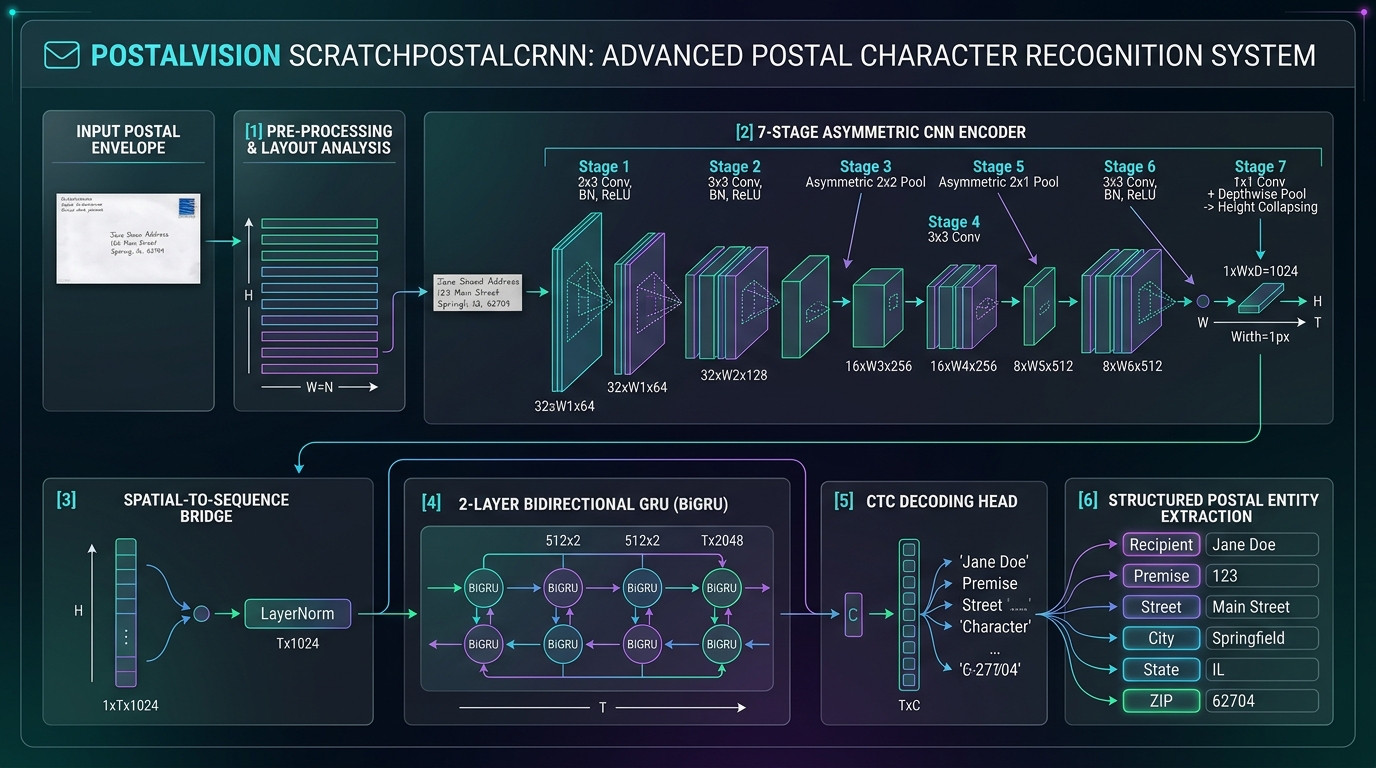 POSTALVISION SCRATCHPOSTALCRNN: ADVANCED POSTAL CHARACTER RECOGNITION SYSTEM
INPUT POSTAL
ENVELOPE
Main Street
[1] PRE-PROCESSING
& LAYOUT ANALYSIS
H
W=N
[2] 7-STAGE ASYMMETRIC CNN ENCODER
Jane Snaed Address
123 Main Street
62709
Stage 1
2x3 Conv,
BN, ReLU
32sW1x64
32xW1x64
Stage 2
3x3 Conv,
BN, ReLU
32xW2x128
Stage 3
Asymmetric 2x2 Pool
16xW3x256
Stage 4
3x3 Conv
16xW4x256
Stage 5
Asymmetric 2x1 Pool
8xW5x512
Stage 6
3x3 Conv,
BN, ReLU
8xW6x512
Stage 7
1x1 Conv
+ Depthwise Pool
-> Height Collapsing
1xWxD=1024
H
W
T
Wirth=1px
[3] SPATIAL-TO-SEQUENCE
BRIDGE
H
LayerNorm
Tx1024
1xTx1024
[4] 2-LAYER BIDIRECTIONAL GRU (BiGRU)
512x2 512x2 Tx2048
BiGRU BiGRU BiGRU BiGRU
BiGRU BiGRU BiGRU BiGRU
T
[5] CTC DECODING HEAD
C
'Jane Doe'
Premise
Street
'Character'
...
TxC
[6] STRUCTURED POSTAL ENTITY
EXTRACTION
Recipient Jane Doe
Premise 123
Street Main Street
City Springfield
State IL
ZIP 62704